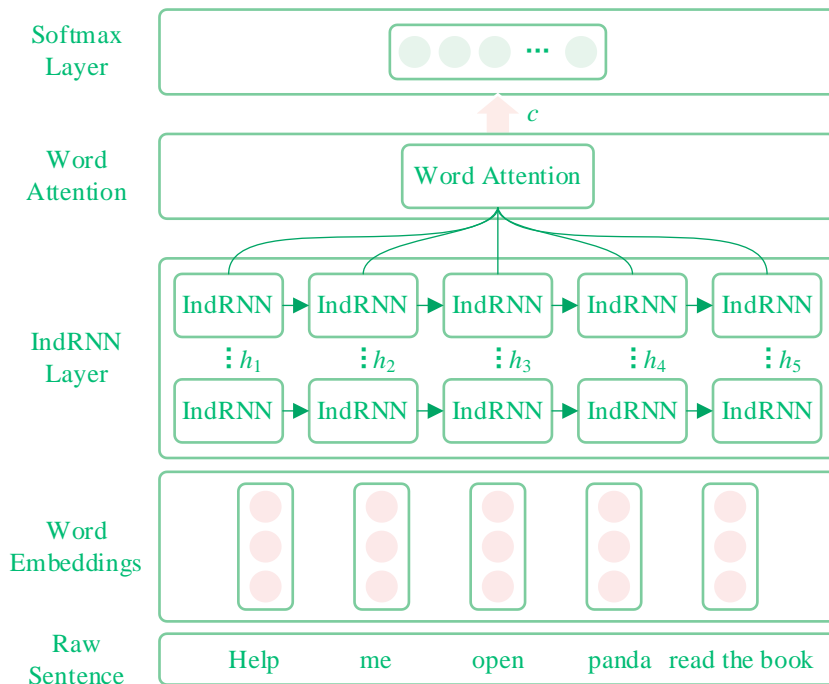 Softmax
Layer
...
c
Word
Attention
Word Attention
IndRNN
Layer
IndRNN IndRNN IndRNN IndRNN IndRNN
h1 h2 h3 h4 h5
IndRNN IndRNN IndRNN IndRNN IndRNN
Word
Embeddings
Raw
Sentence
Help me open panda read the book